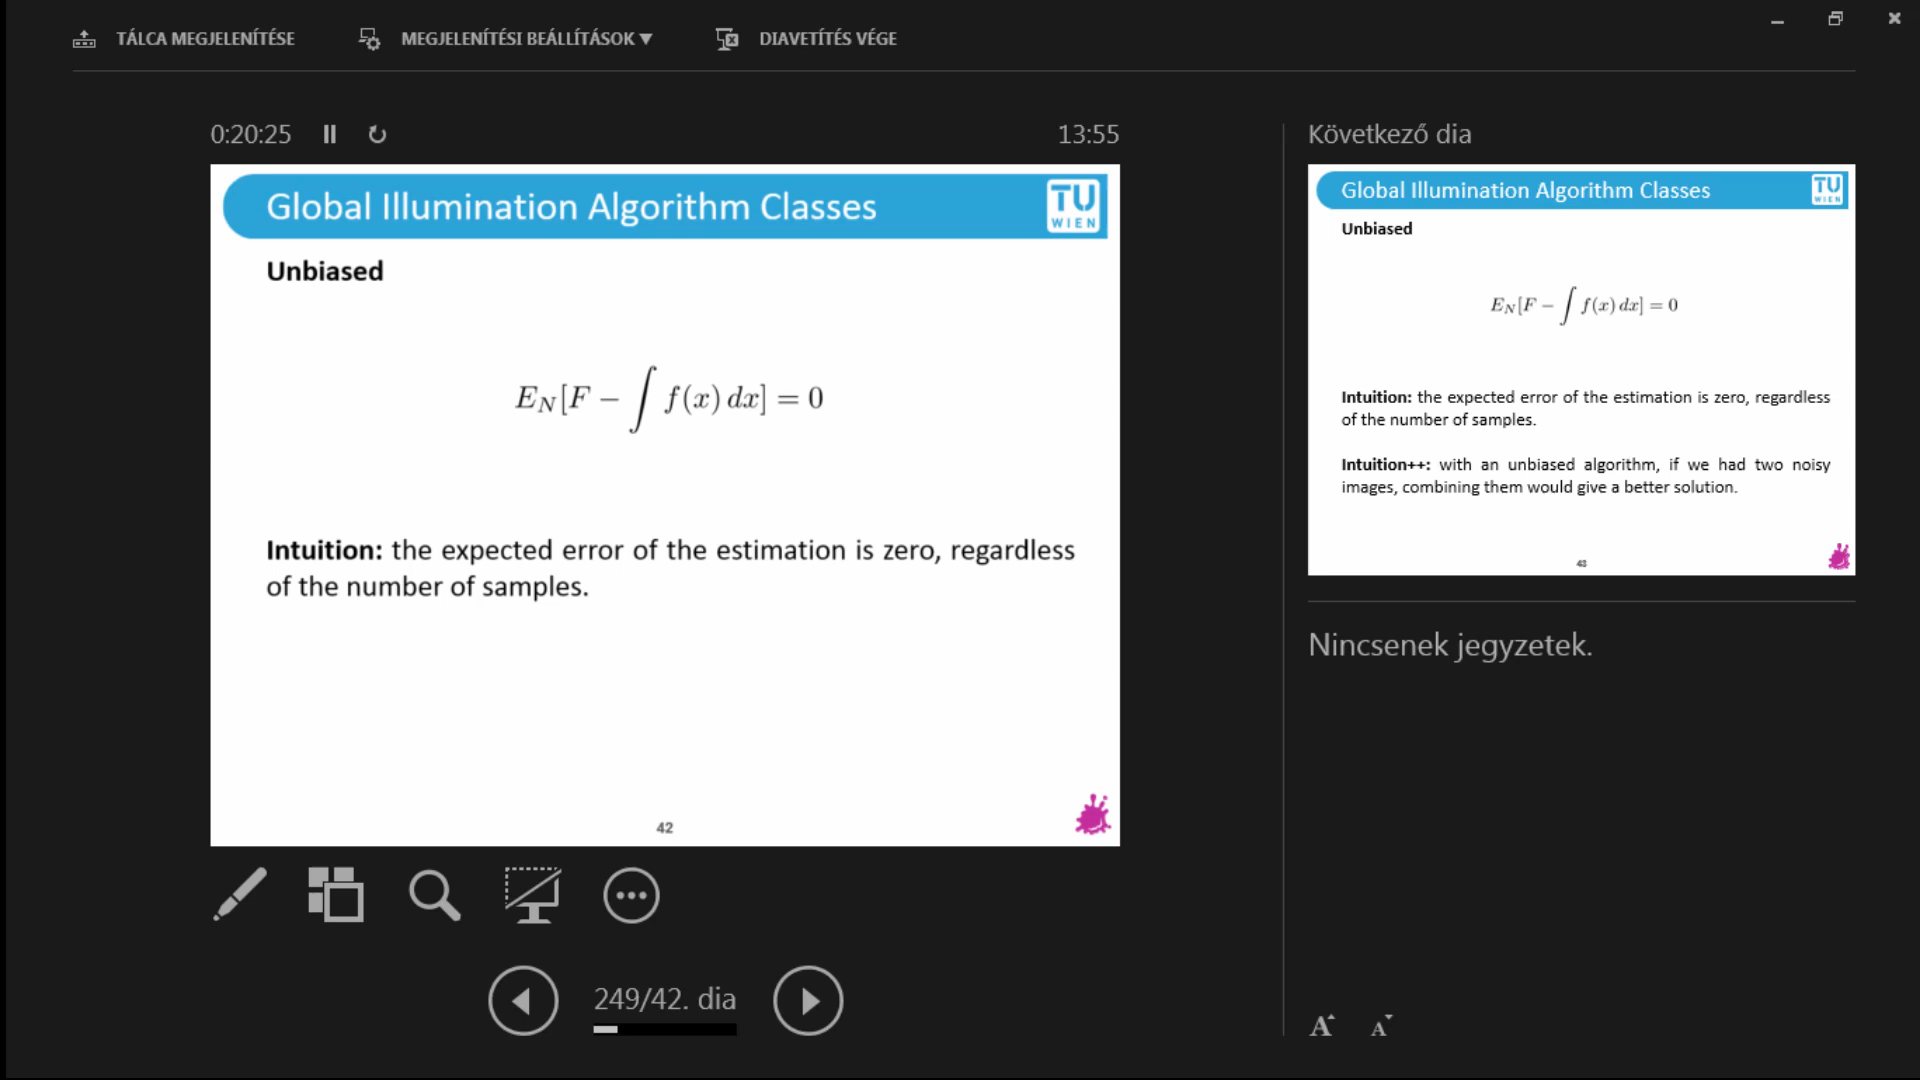 TÁLCA MEGJELENÍTÉSE
MEGJELENÍTÉSI BEÁLLÍTÁSOK ▼
DIAVETÍTÉS VÉGE
0:20:25
13:55
Global Illumination Algorithm Classes
TU
WIEN
Unbiased
E_N[F − ∫ f(x) dx] = 0
Intuition: the expected error of the estimation is zero, regardless
of the number of samples.
42
249/42. dia
Következő dia
Global Illumination Algorithm Classes
TU
WIEN
Unbiased
E_N[F − ∫ f(x) dx] = 0
Intuition: the expected error of the estimation is zero, regardless
of the number of samples.
Intuition++: with an unbiased algorithm, if we had two noisy
images, combining them would give a better solution.
43
Nincsenek jegyzetek.
A A